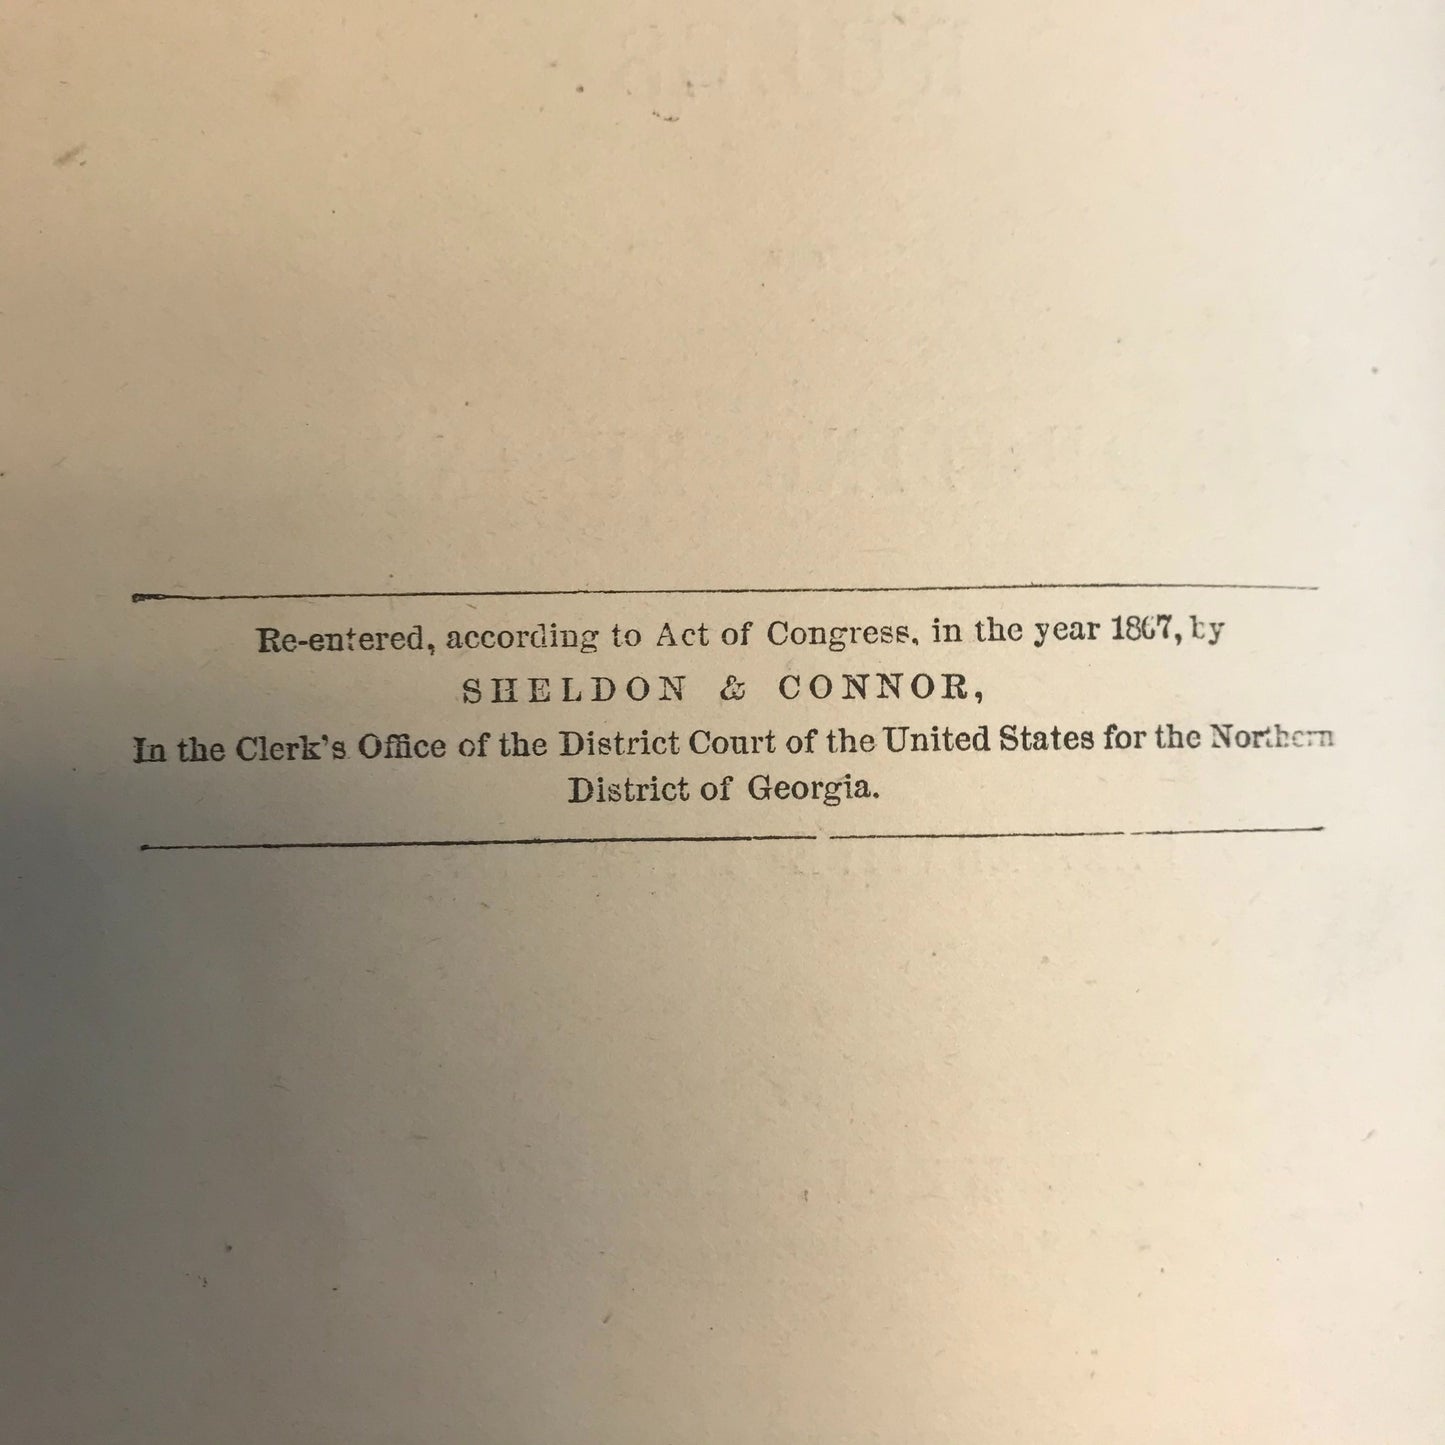 Re-entered, according to Act of Congress, in the year 1867, by
SHELDON & CONNOR,
In the Clerk's Office of the District Court of the United States for the Northern
District of Georgia.